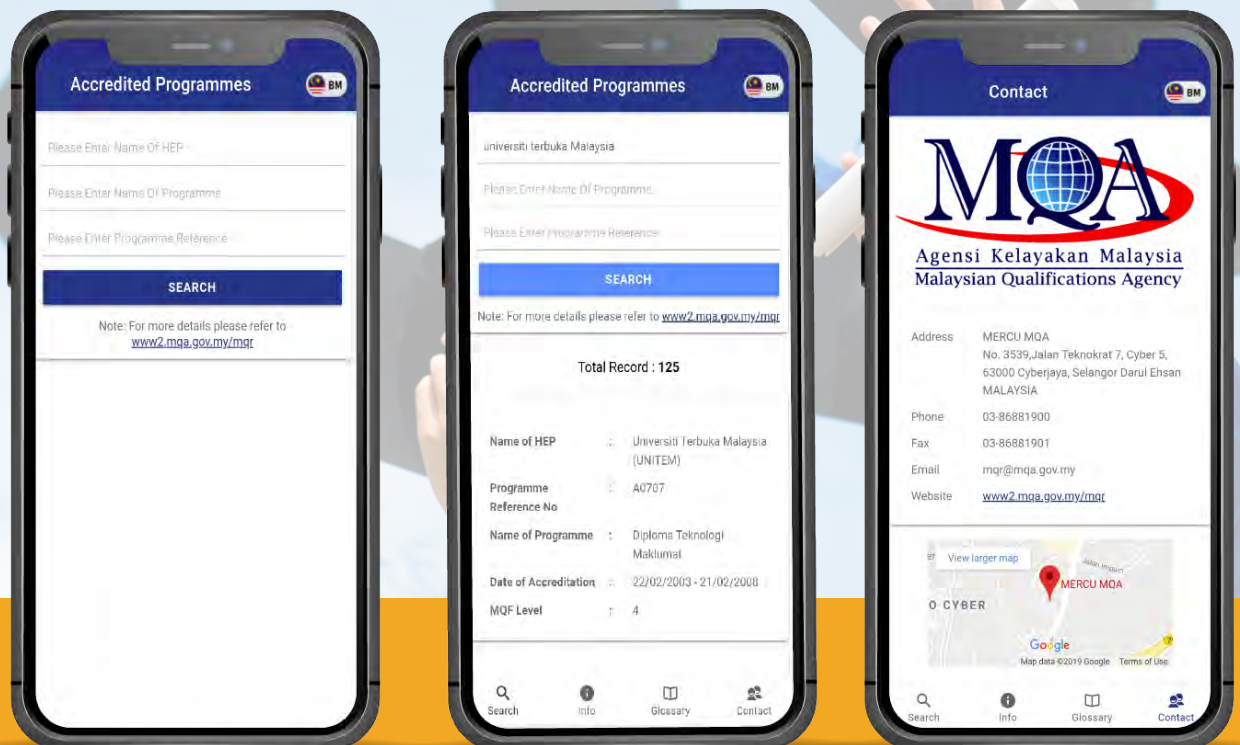 Accredited Programmes
BM
Please Enter Name Of HEP
Please Enter Name Of Programme
Please Enter Programme Reference
SEARCH
Note: For more details please refer to
www2.mqa.gov.my/mqr
Accredited Programmes
BM
universiti terbuka Malaysia
Please Enter Name Of Programme
Please Enter Programme Reference
SEARCH
Note: For more details please refer to www2.mqa.gov.my/mqr
Total Record : 125
Name of HEP : Universiti Terbuka Malaysia
(UNITEM)
Programme : A0707
Reference No
Name of Programme : Diploma Teknologi
Maklumat
Date of Accreditation : 22/02/2003 - 21/02/2008
MQF Level : 4
Search Info Glossary Contact
Contact
BM
MQA
Agensi Kelayakan Malaysia
Malaysian Qualifications Agency
Address MERCU MQA
No. 3539,Jalan Teknokrat 7, Cyber 5,
63000 Cyberjaya, Selangor Darul Ehsan
MALAYSIA
Phone 03-86881900
Fax 03-86881901
Email mqr@mqa.gov.my
Website www2.mqa.gov.my/mqr
View larger map
MERCU MQA
O CYBER
Google
Map data ©2019 Google Terms of Use
Search Info Glossary Contact